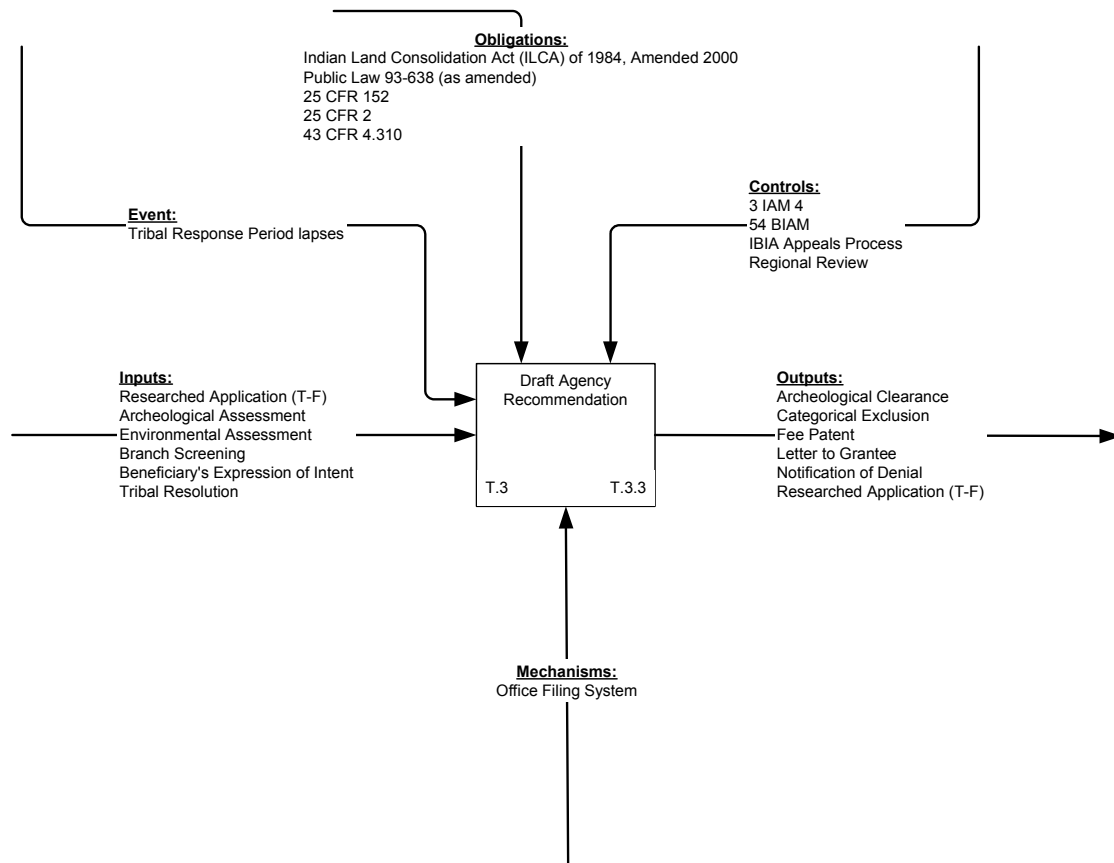 Obligations:
Indian Land Consolidation Act (ILCA) of 1984, Amended 2000
Public Law 93-638 (as amended)
25 CFR 152
25 CFR 2
43 CFR 4.310
Event:
Tribal Response Period lapses
Controls:
3 IAM 4
54 BIAM
IBIA Appeals Process
Regional Review
Inputs:
Researched Application (T-F)
Archeological Assessment
Environmental Assessment
Branch Screening
Beneficiary's Expression of Intent
Tribal Resolution
Draft Agency
Recommendation
T.3 T.3.3
Outputs:
Archeological Clearance
Categorical Exclusion
Fee Patent
Letter to Grantee
Notification of Denial
Researched Application (T-F)
Mechanisms:
Office Filing System